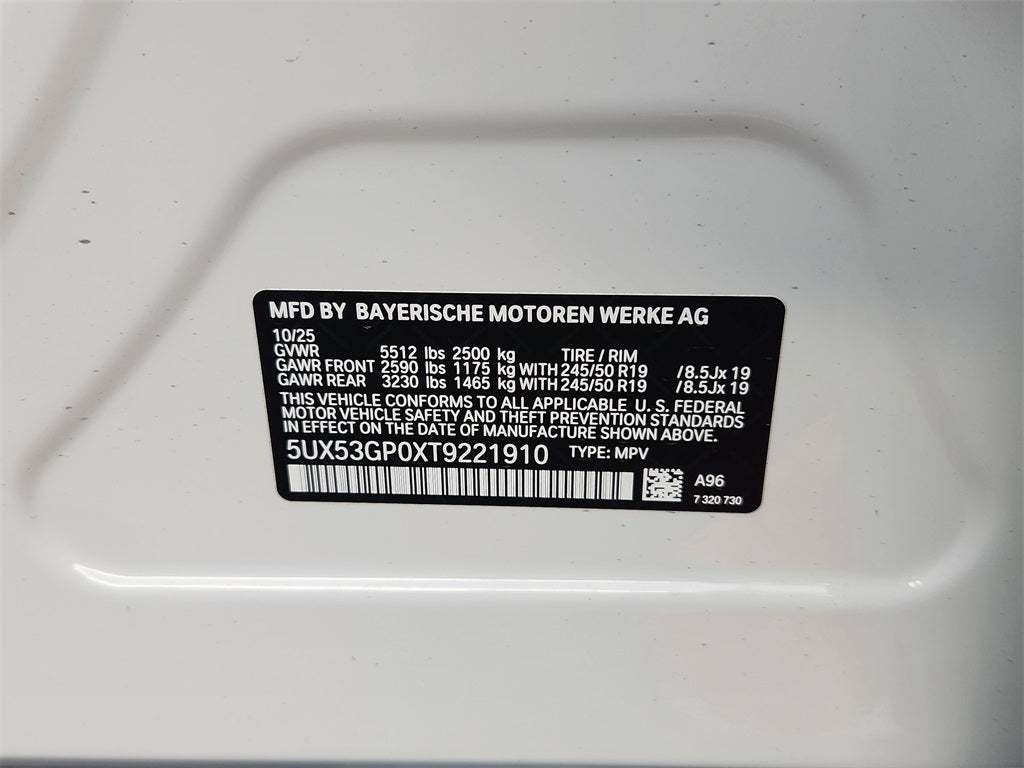 MFD BY BAYERISCHE MOTOREN WERKE AG
10/25
GVWR 5512 lbs 2500 kg TIRE / RIM
GAWR FRONT 2590 lbs 1175 kg WITH 245/50 R19 /8.5Jx 19
GAWR REAR 3230 lbs 1465 kg WITH 245/50 R19 /8.5Jx 19
THIS VEHICLE CONFORMS TO ALL APPLICABLE U. S. FEDERAL
MOTOR VEHICLE SAFETY AND THEFT PREVENTION STANDARDS
IN EFFECT ON THE DATE OF MANUFACTURE SHOWN ABOVE.
5UX53GP0XT9221910 TYPE: MPV
A96
7 320 730